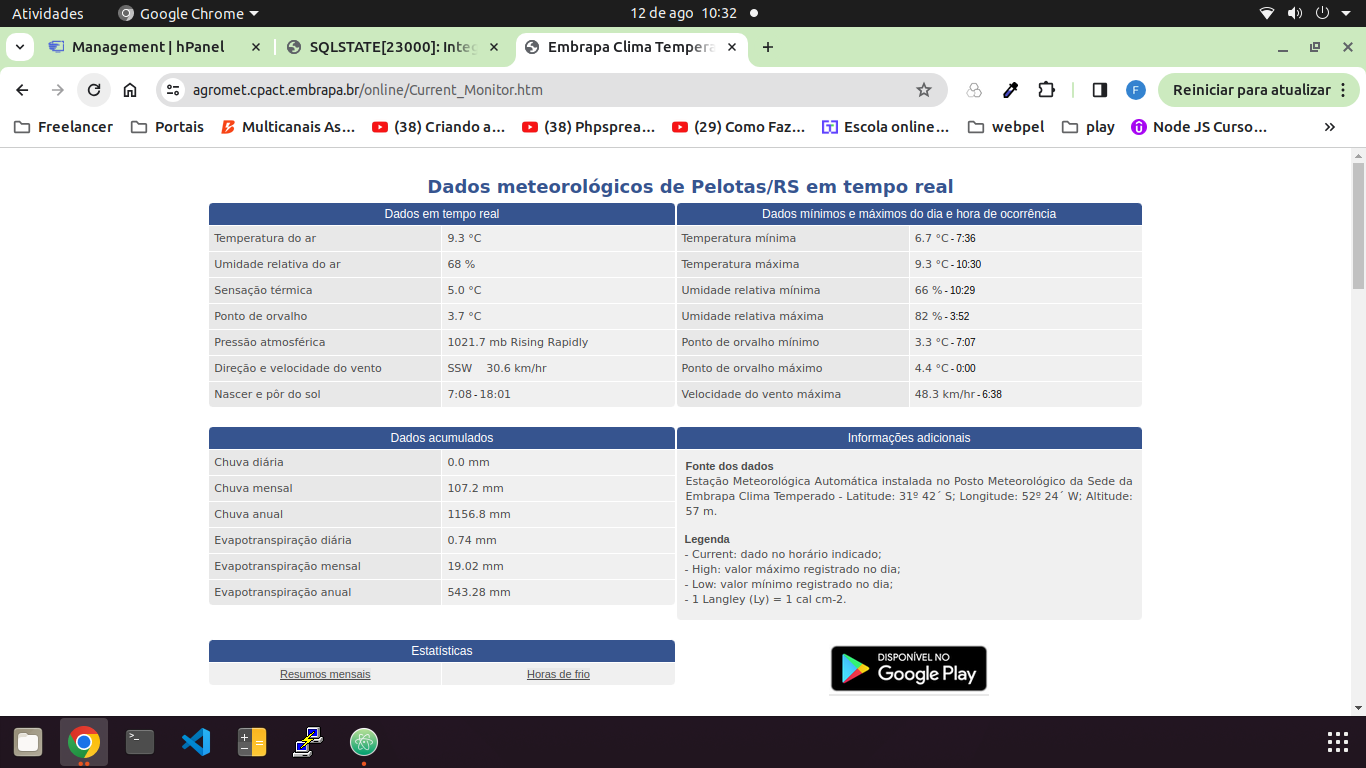 Atividades Google Chrome 12 de ago 10:32
Management | hPanel SQLSTATE[23000]: Inte Embrapa Clima Tempera
agromet.cpact.embrapa.br/online/Current_Monitor.htm F Reiniciar para atualizar
Freelancer Portais Multicanais As... (38) Criando a... (38) Phpsprea... (29) Como Faz... Escola online... webpel play Node JS Curso... »
Dados meteorológicos de Pelotas/RS em tempo real
Dados em tempo real Dados mínimos e máximos do dia e hora de ocorrência
Temperatura do ar 9.3 °C Temperatura mínima 6.7 °C - 7:36
Umidade relativa do ar 68 % Temperatura máxima 9.3 °C - 10:30
Sensação térmica 5.0 °C Umidade relativa mínima 66 % - 10:29
Ponto de orvalho 3.7 °C Umidade relativa máxima 82 % - 3:52
Pressão atmosférica 1021.7 mb Rising Rapidly Ponto de orvalho mínimo 3.3 °C - 7:07
Direção e velocidade do vento SSW 30.6 km/hr Ponto de orvalho máximo 4.4 °C - 0:00
Nascer e pôr do sol 7:08 - 18:01 Velocidade do vento máxima 48.3 km/hr - 6:38
Dados acumulados
Chuva diária 0.0 mm
Chuva mensal 107.2 mm
Chuva anual 1156.8 mm
Evapotranspiração diária 0.74 mm
Evapotranspiração mensal 19.02 mm
Evapotranspiração anual 543.28 mm
Informações adicionais
Fonte dos dados
Estação Meteorológica Automática instalada no Posto Meteorológico da Sede da
Embrapa Clima Temperado - Latitude: 31º 42´ S; Longitude: 52º 24´ W; Altitude:
57 m.
Legenda
- Current: dado no horário indicado;
- High: valor máximo registrado no dia;
- Low: valor mínimo registrado no dia;
- 1 Langley (Ly) = 1 cal cm-2.
Estatísticas
Resumos mensais Horas de frio
DISPONÍVEL NO
Google Play